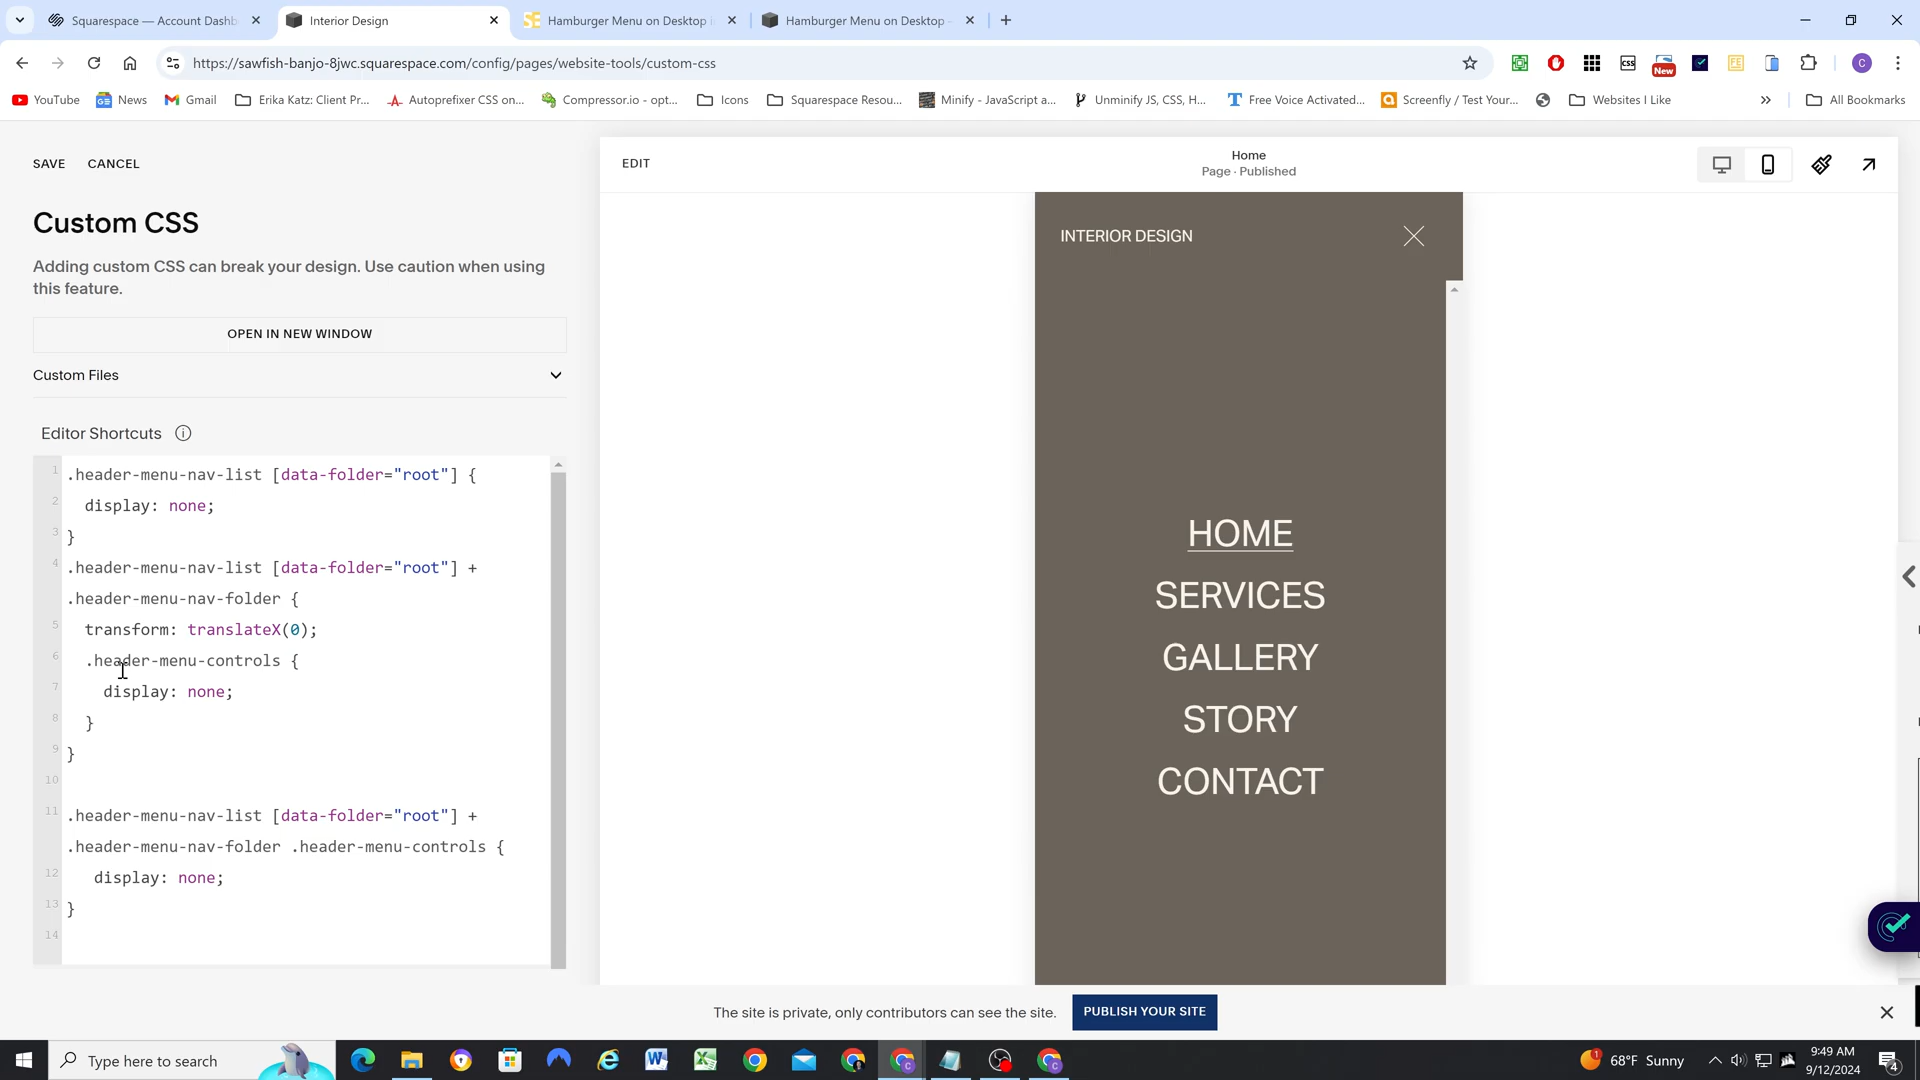 Squarespace — Account Dashb
Interior Design
Hamburger Menu on Desktop i
Hamburger Menu on Desktop -
https://sawfish-banjo-8jwc.squarespace.com/config/pages/website-tools/custom-css
css
New
FE
C
YouTube
News
Gmail
Erika Katz: Client Pr...
Autoprefixer CSS on...
Compressor.io - opt...
Icons
Squarespace Resou...
Minify - JavaScript a...
Unminify JS, CSS, H...
Free Voice Activated...
Screenfly / Test Your...
Websites I Like
All Bookmarks
SAVE CANCEL
Custom CSS
Adding custom CSS can break your design. Use caution when using
this feature.
OPEN IN NEW WINDOW
Custom Files
Editor Shortcuts
1 .header-menu-nav-list [data-folder="root"] {
2 display: none;
3 }
4 .header-menu-nav-list [data-folder="root"] +
.header-menu-nav-folder {
5 transform: translateX(0);
6 .header-menu-controls {
7 display: none;
8 }
9 }
10
11 .header-menu-nav-list [data-folder="root"] +
.header-menu-nav-folder .header-menu-controls {
12 display: none;
13 }
14
EDIT
Home
Page · Published
INTERIOR DESIGN
HOME
SERVICES
GALLERY
STORY
CONTACT
The site is private, only contributors can see the site.
PUBLISH YOUR SITE
Type here to search
68°F Sunny
9:49 AM
9/12/2024
4